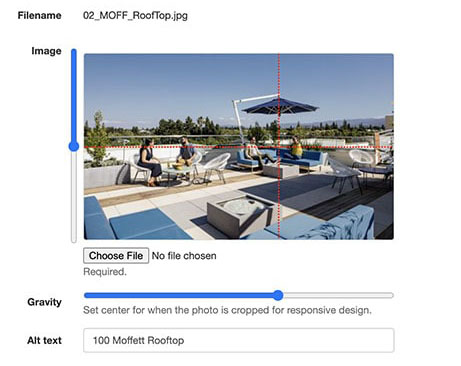 Filename 02_MOFF_RoofTop.jpg
Image
Choose File No file chosen
Required.
Gravity
Set center for when the photo is cropped for responsive design.
Alt text 100 Moffett Rooftop